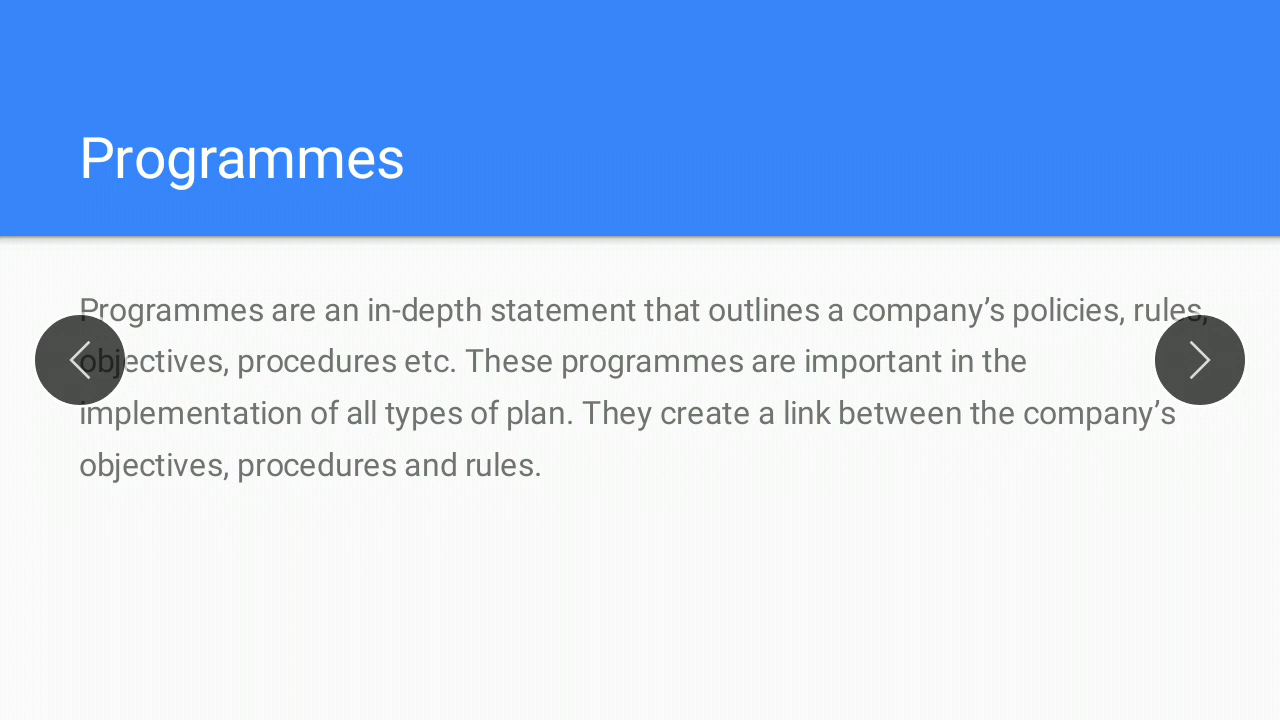 Programmes
Programmes are an in-depth statement that outlines a company’s policies, rules,
objectives, procedures etc. These programmes are important in the
implementation of all types of plan. They create a link between the company’s
objectives, procedures and rules.